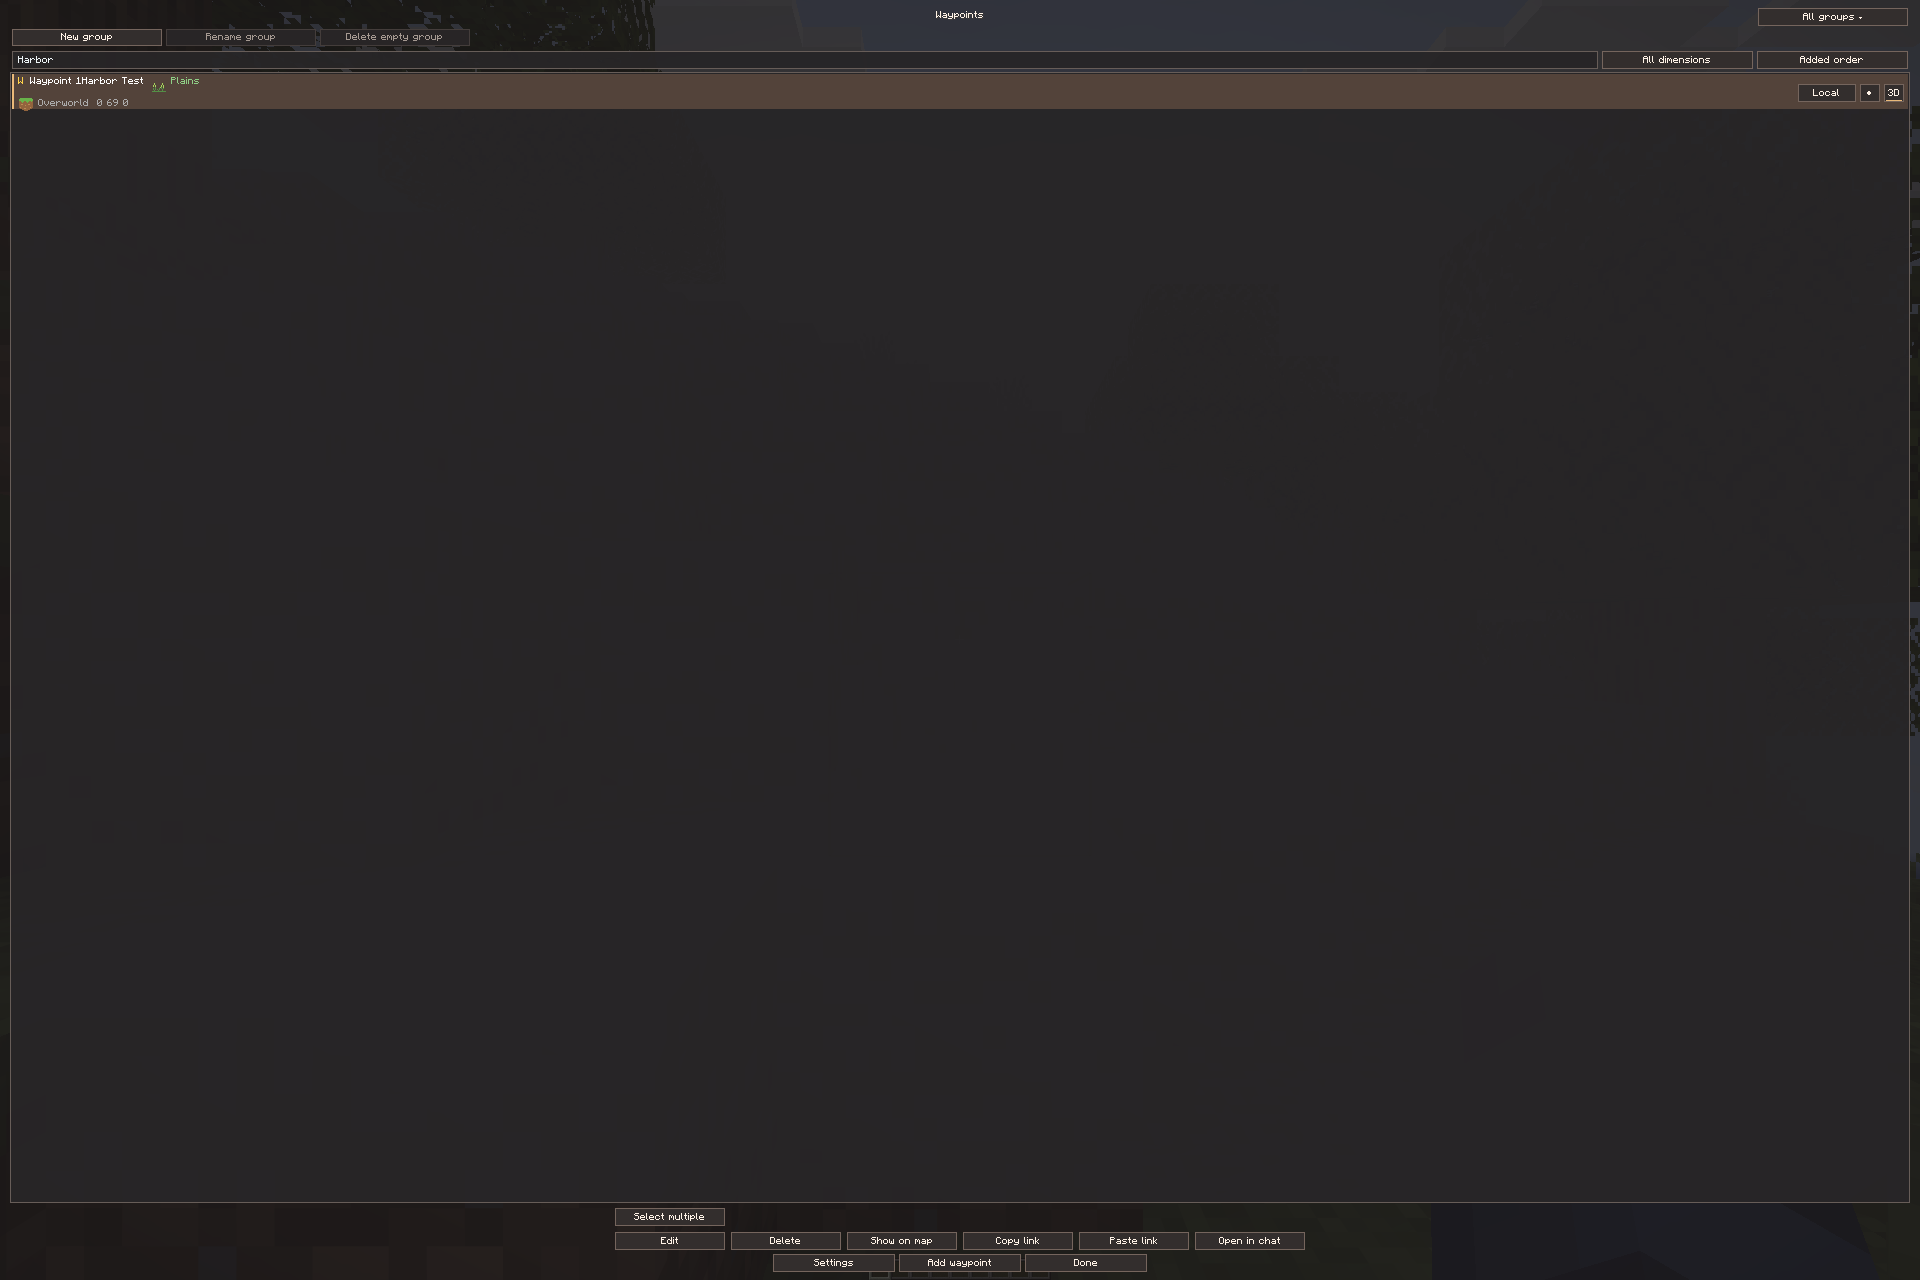 Waypoints
All groups
New group
Rename group
Delete empty group
Harbor
All dimensions
Added order
W Waypoint 1Harbor Test Plains
Overworld 0 69 0
Local
3D
Select multiple
Edit
Delete
Show on map
Copy link
Paste link
Open in chat
Settings
Add waypoint
Done